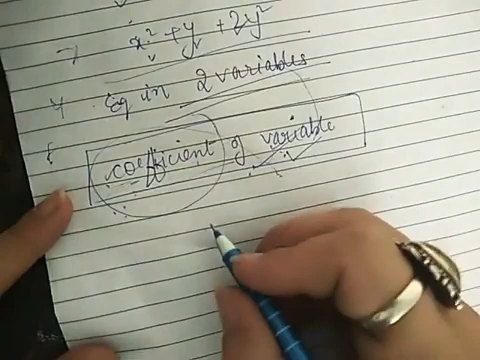 x² + y + 2y²
Eq in 2 variables
coefficient of variable